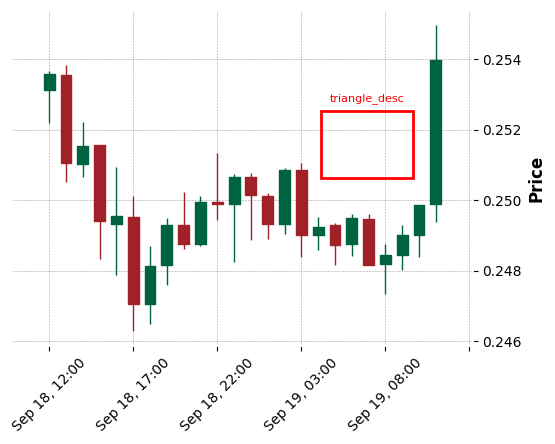 triangle_desc
0.254
0.252
0.250
0.248
0.246
Price
Sep 18, 12:00
Sep 18, 17:00
Sep 18, 22:00
Sep 19, 03:00
Sep 19, 08:00